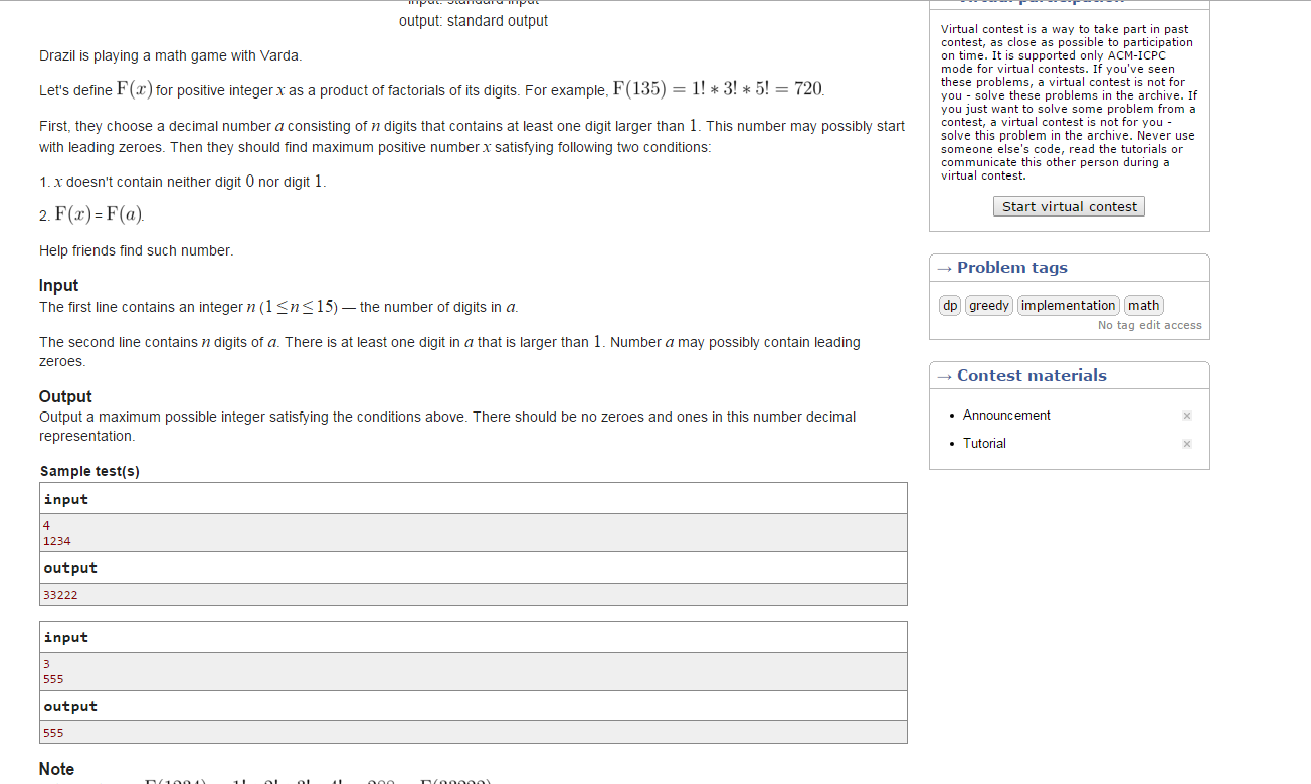 output: standard output
Drazil is playing a math game with Varda.
Let's define F(x) for positive integer x as a product of factorials of its digits. For example, F(135) = 1! * 3! * 5! = 720.
First, they choose a decimal number a consisting of n digits that contains at least one digit larger than 1. This number may possibly start
with leading zeroes. Then they should find maximum positive number x satisfying following two conditions:
1. x doesn't contain neither digit 0 nor digit 1.
2. F(x) = F(a).
Help friends find such number.
Input
The first line contains an integer n (1 ≤ n ≤ 15) — the number of digits in a.
The second line contains n digits of a. There is at least one digit in a that is larger than 1. Number a may possibly contain leading
zeroes.
Output
Output a maximum possible integer satisfying the conditions above. There should be no zeroes and ones in this number decimal
representation.
Sample test(s)
input
4
1234
output
33222
input
3
555
output
555
Note
Virtual contest is a way to take part in past
contest, as close as possible to participation
on time. It is supported only ACM-ICPC
mode for virtual contests. If you've seen
these problems, a virtual contest is not for
you - solve these problems in the archive. If
you just want to solve some problem from a
contest, a virtual contest is not for you -
solve this problem in the archive. Never use
someone else's code, read the tutorials or
communicate this other person during a
virtual contest.
Start virtual contest
→ Problem tags
dp greedy implementation math
No tag edit access
→ Contest materials
Announcement
Tutorial